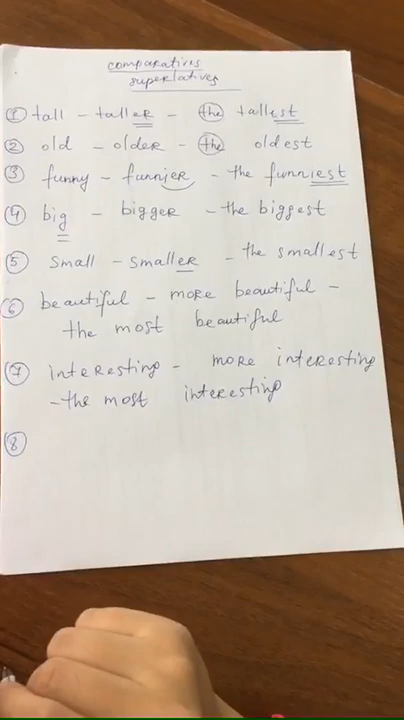 comparatives
superlatives
① tall - taller - the tallest
② old - older - the oldest
③ funny - funnier - the funniest
④ big - bigger - the biggest
⑤ small - smaller - the smallest
⑥ beautiful - more beautiful -
the most beautiful
⑦ interesting - more interesting
- the most interesting
⑧